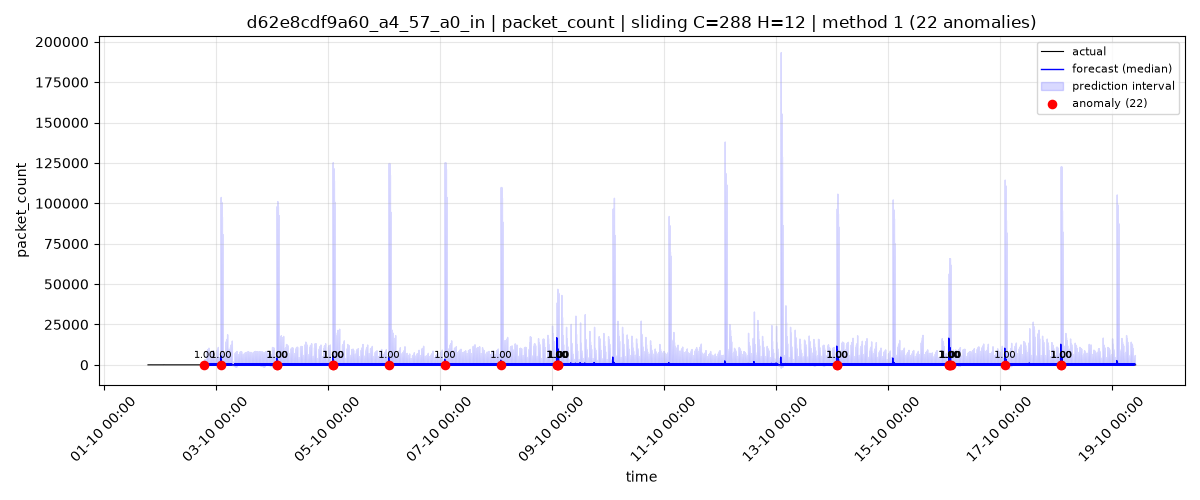 d62e8cdf9a60_a4_57_a0_in | packet_count | sliding C=288 H=12 | method 1 (22 anomalies)
200000
175000
150000
125000
100000
75000
50000
25000
0
packet_count
actual
forecast (median)
prediction interval
anomaly (22)
1.00 1.00 1.00 1.00 1.00 1.00 1.00 1.00 1.00 1.00 1.00 1.00
01-10 00:00
03-10 00:00
05-10 00:00
07-10 00:00
09-10 00:00
11-10 00:00
13-10 00:00
15-10 00:00
17-10 00:00
19-10 00:00
time